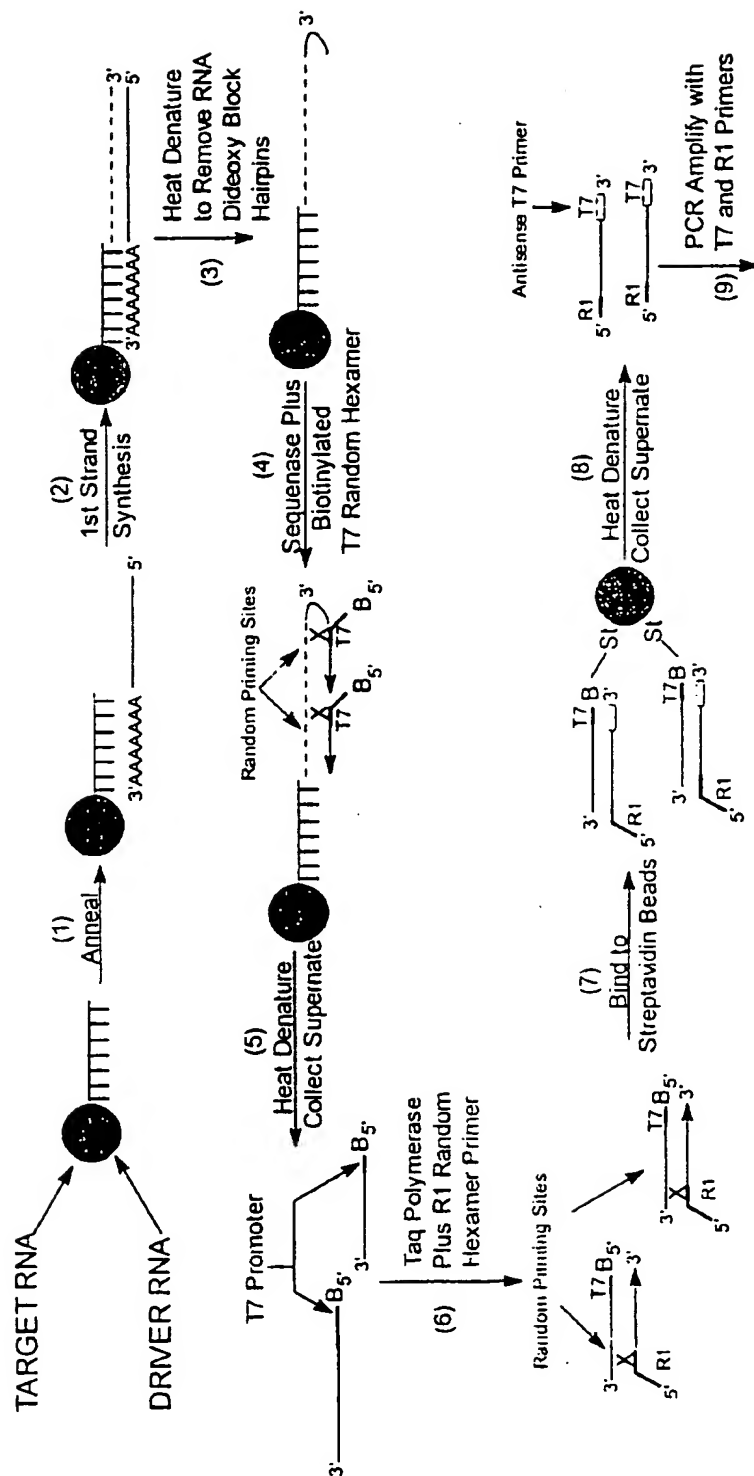 TARGET RNA
DRIVER RNA
TTTTTTT
(1)
Anneal
TTTTTTT
3'AAAAAAA
5'
(2)
1st Strand
Synthesis
TTTTTTT
3'AAAAAAAA
3'
5'
Heat Denature
to Remove RNA
Dideoxy Block
Hairpins
(3)
TTTTTTT
3'
(4)
Sequenase Plus
Biotinylated
T7 Random Hexamer
Random Priming Sites
3'
X
T7
B5'
X
T7
B5'
TTTTTTT
(5)
Heat Denature
Collect Supernate
T7 Promoter
3'
B5'
3'
B5'
Taq Polymerase
Plus R1 Random
Hexamer Primer
(6)
Random Priming Sites
3'
T7 B5'
X
3'
R1
5'
3'
T7 B5'
X
3'
R1
5'
(7)
Bind to
Streptavidin Beads
3'
T7 B
3'
R1
5'
St
St
3'
T7 B
3'
R1
5'
(8)
Heat Denature
Collect Supernate
Antisense T7 Primer
R1
T7
5'
3'
R1
T7
5'
3'
PCR Amplify with
T7 and R1 Primers
(9)